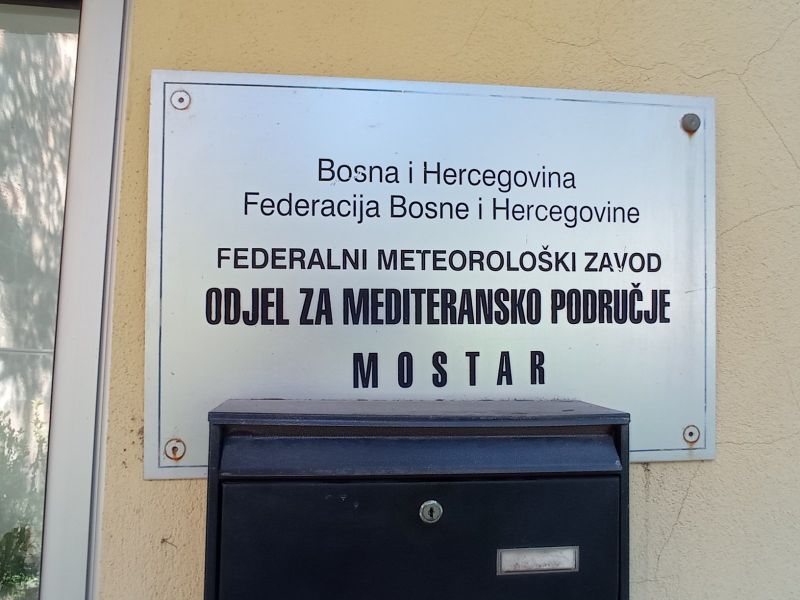 Bosna i Hercegovina
Federacija Bosne i Hercegovine
FEDERALNI METEOROLOŠKI ZAVOD
ODJEL ZA MEDITERANSKO PODRUČJE
MOSTAR